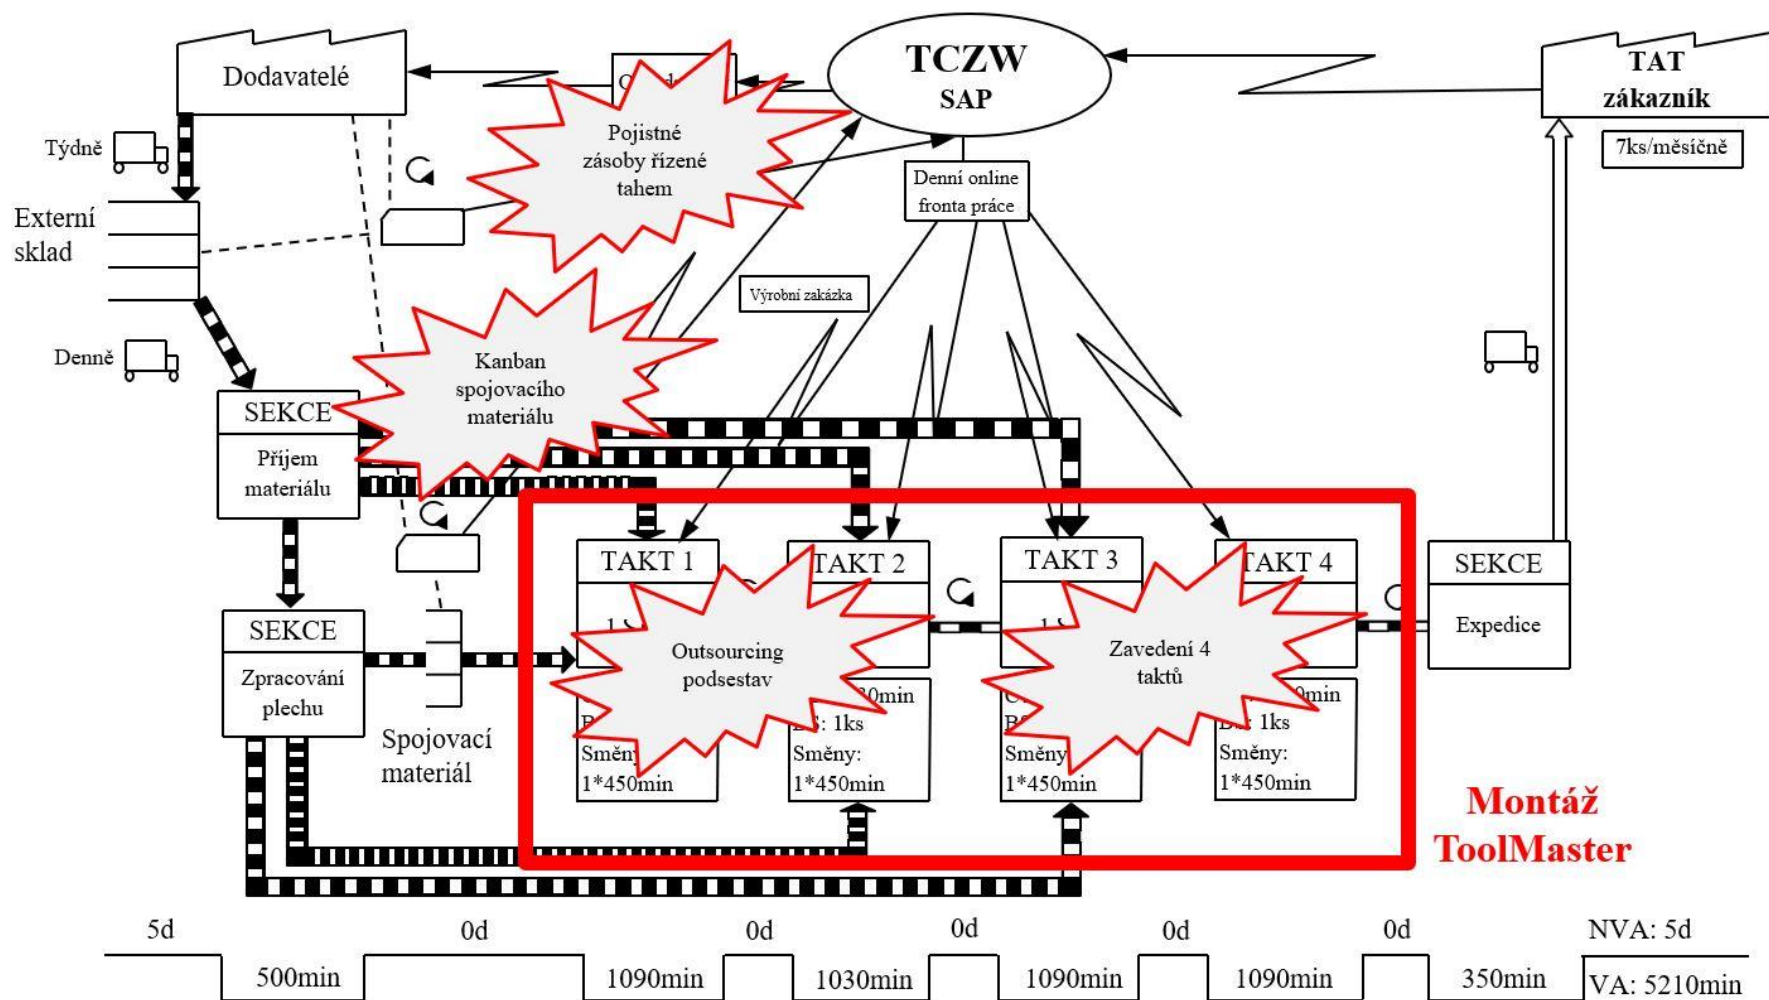 Dodavatelé
TCZW
SAP
TAT
zákazník
7ks/měsíčně
Týdně
Pojistné
zásoby řízené
tahem
Denní online
fronta práce
Externí
sklad
Výrobní zakázka
Denně
Kanban
spojovacího
materiálu
SEKCE
Příjem
materiálu
TAKT 1
TAKT 2
TAKT 3
TAKT 4
SEKCE
Expedice
SEKCE
Zpracování
plechu
Outsourcing
podsestav
Zavedení 4
taktů
Spojovací
materiál
Směny
1*450min
1ks
Směny:
1*450min
Směny:
1*450min
BS: 1ks
Směny:
1*450min
Montáž
ToolMaster
5d
0d
0d
0d
0d
0d
NVA: 5d
500min
1090min
1030min
1090min
1090min
350min
VA: 5210min